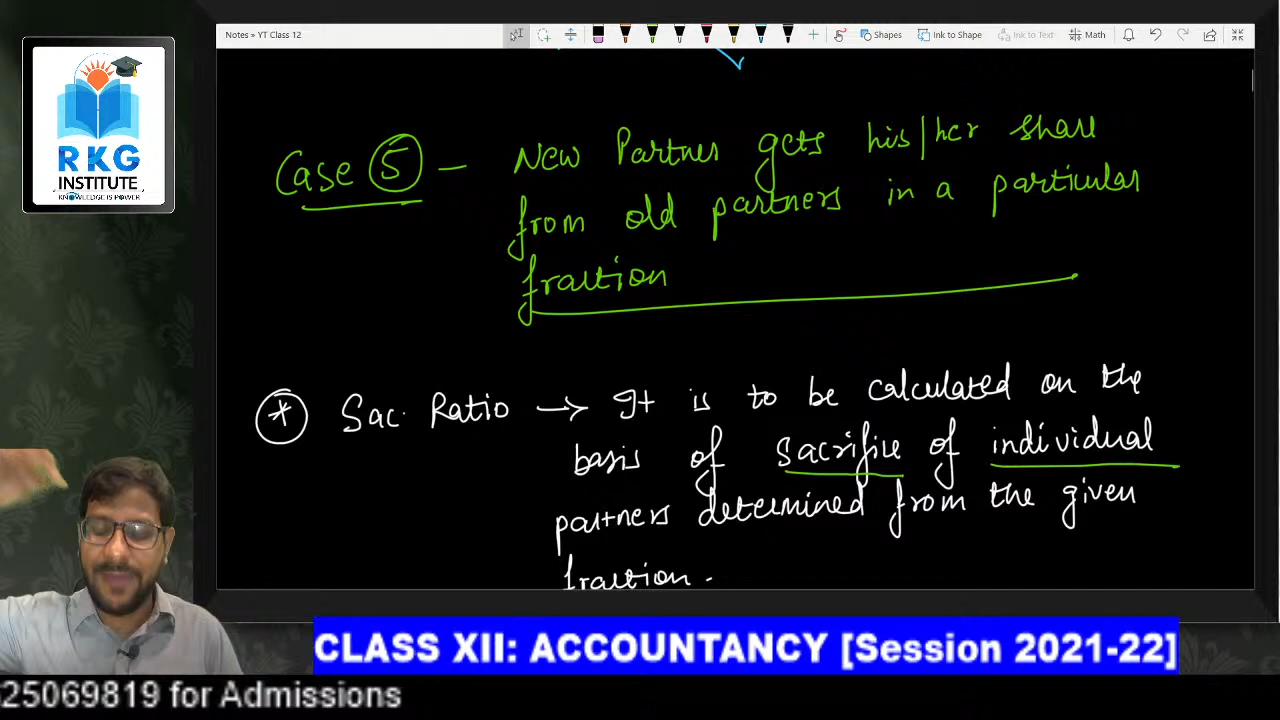 Notes » YT Class 12
Shapes
Ink to Shape
Ink to Text
Math
RKG
INSTITUTE
KNOWLEDGE IS POWER
Case 5 - New Partner gets his/her share
from old partners in a particular
fraction
* Sac. Ratio → It is to be calculated on the
basis of sacrifice of individual
partners determined from the given
fraction.
CLASS XII: ACCOUNTANCY [Session 2021-22]
25069819 for Admissions